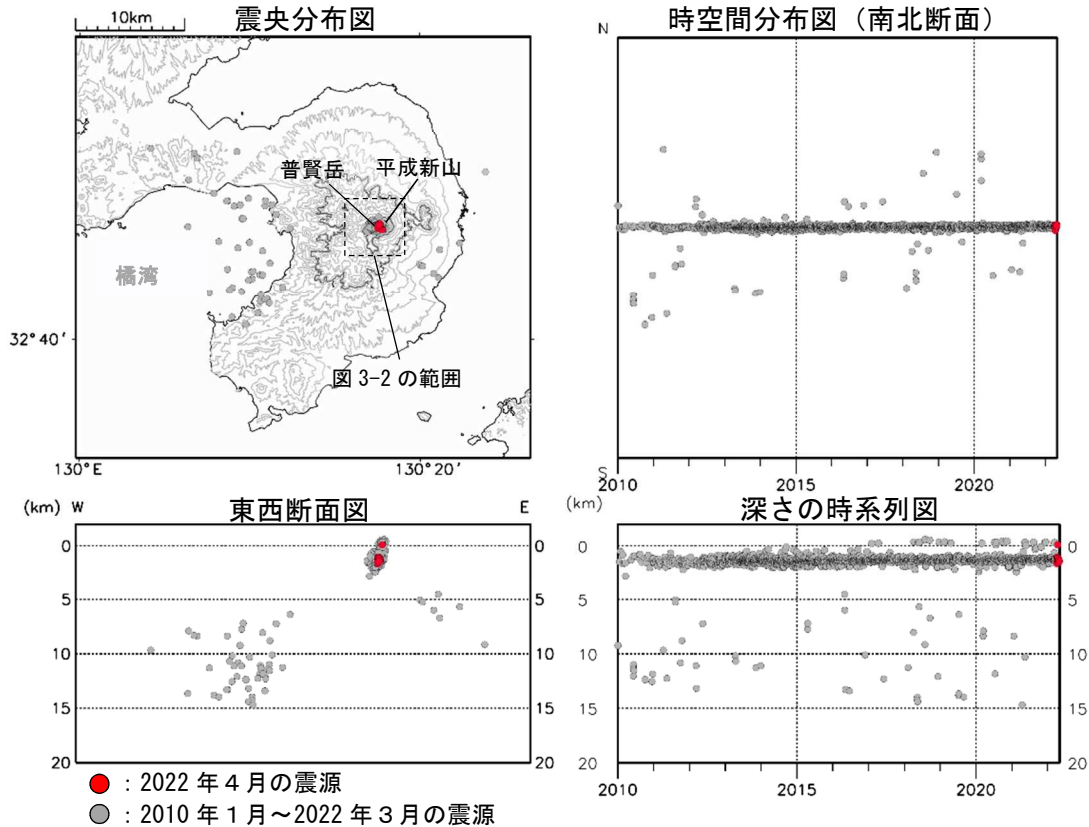 10km
震央分布図
普賢岳
平成新山
橘湾
32°40′
図 3-2 の範囲
130°E
130°20′
時空間分布図（南北断面）
N
S
2010
2015
2020
(km) W
東西断面図
E
0
5
10
15
20
0
5
10
15
20
(km)
深さの時系列図
0
5
10
15
20
0
5
10
15
20
2010
2015
2020
：2022 年４月の震源
：2010 年１月～2022 年３月の震源